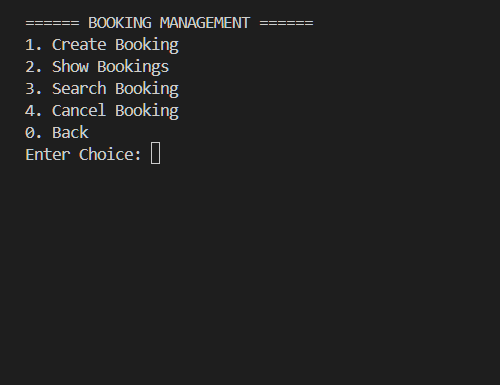 ====== BOOKING MANAGEMENT ======
1. Create Booking
2. Show Bookings
3. Search Booking
4. Cancel Booking
0. Back
Enter Choice: